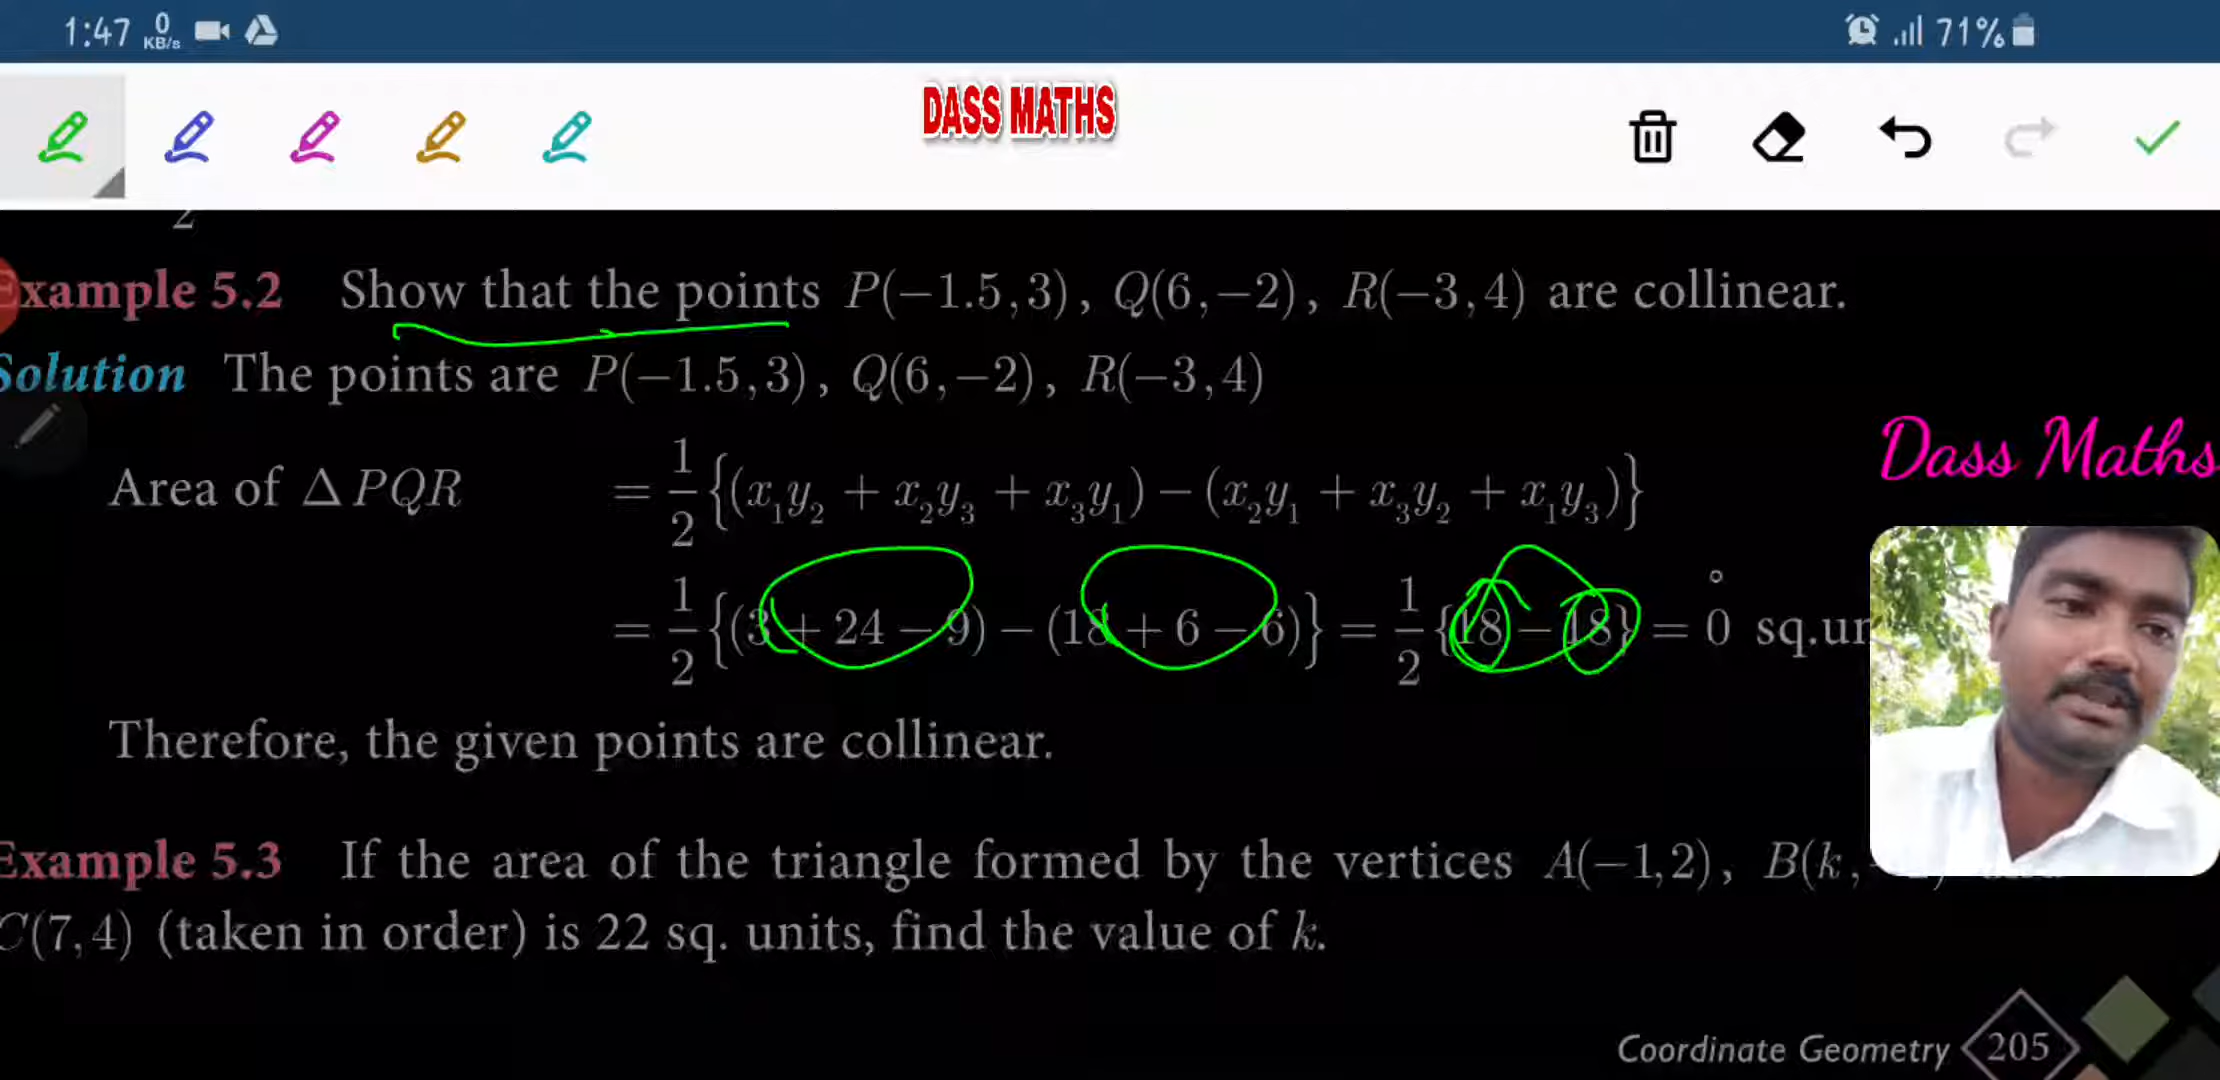 1:47 0 KB/s 71%
DASS MATHS
2
Example 5.2 Show that the points P(−1.5,3), Q(6,−2), R(−3,4) are collinear.
Solution The points are P(−1.5,3), Q(6,−2), R(−3,4)
Dass Maths
Area of Δ PQR = 1/2 {(x₁y₂ + x₂y₃ + x₃y₁) − (x₂y₁ + x₃y₂ + x₁y₃)}
= 1/2 {(3 + 24 − 9) − (18 + 6 − 6)} = 1/2 {18 − 18} = 0 sq.un
Therefore, the given points are collinear.
Example 5.3 If the area of the triangle formed by the vertices A(−1,2), B(k,
C(7,4) (taken in order) is 22 sq. units, find the value of k.
Coordinate Geometry 205